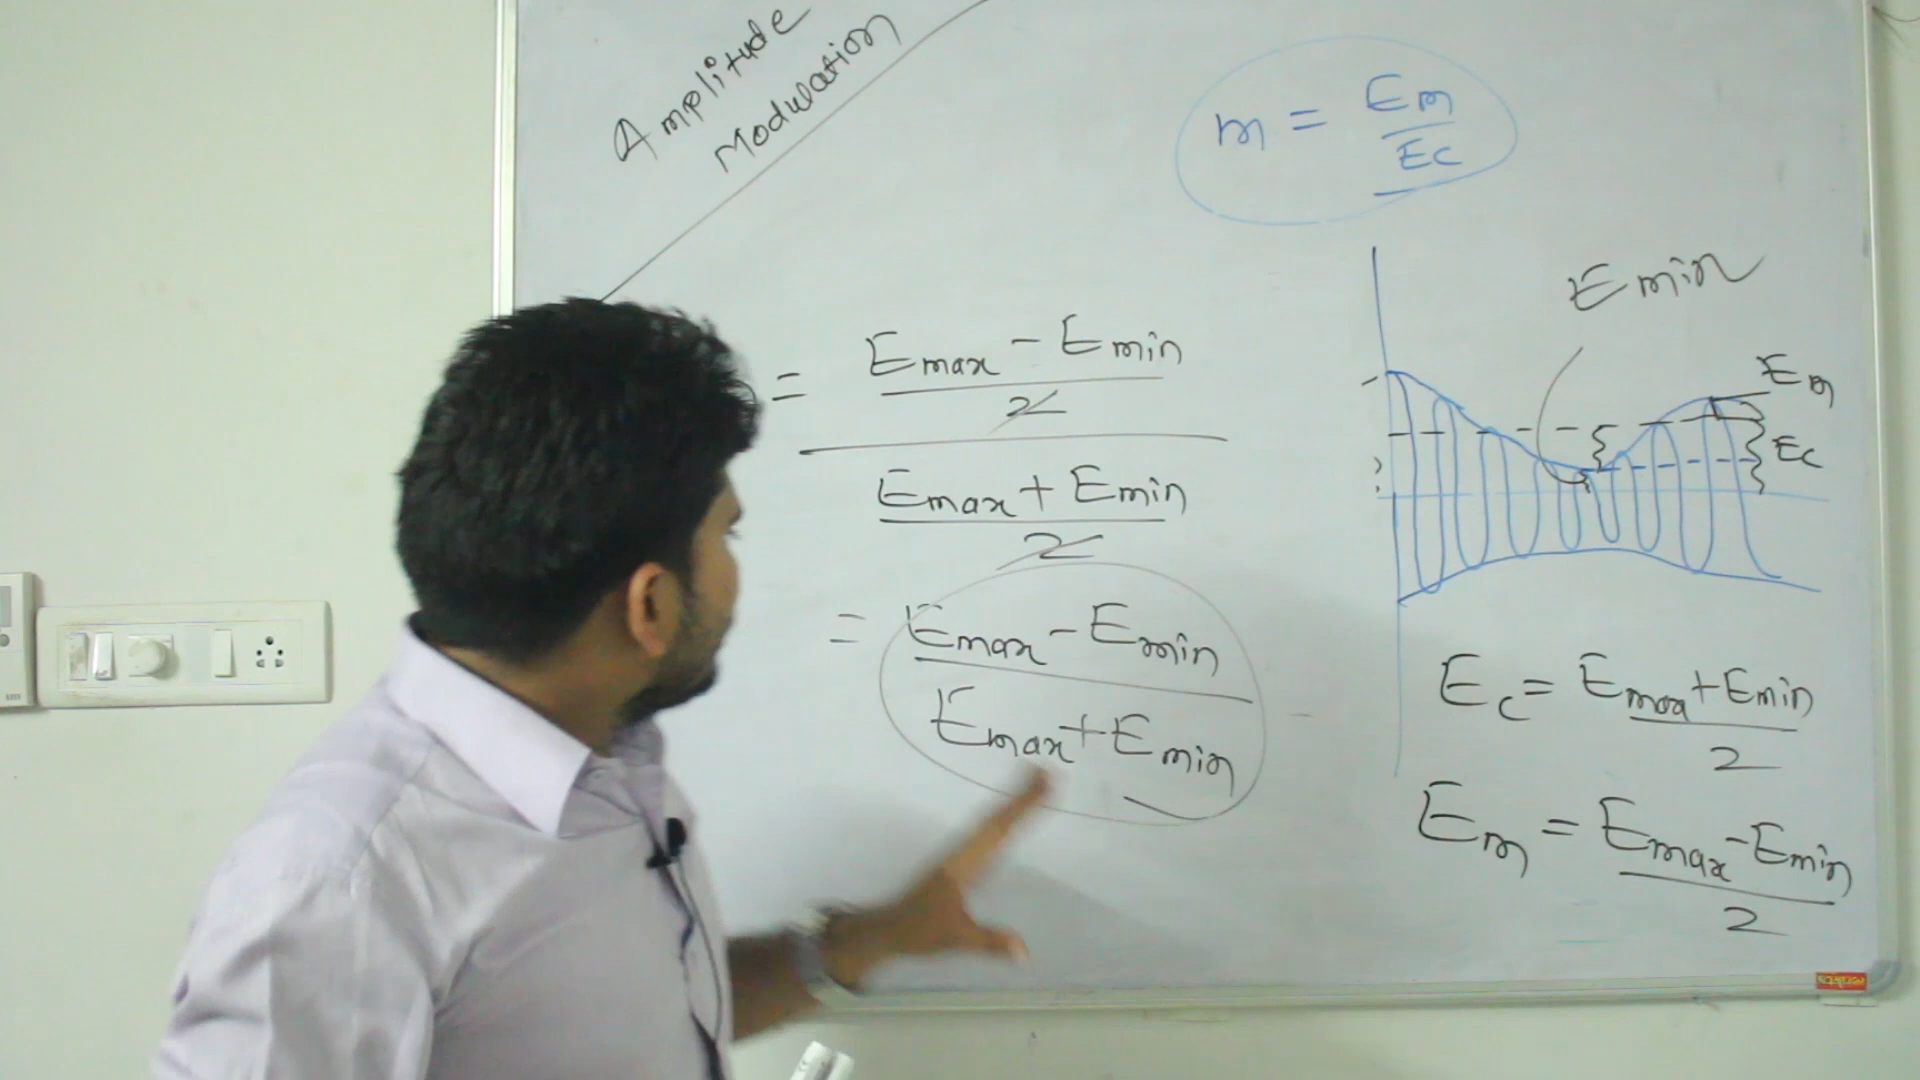 Amplitude
Modulation
m = Em
Ec
Emin
Em
Ec
= Emax - Emin
2
Emax + Emin
2
= Emax - Emin
Emax + Emin
Ec = Emax + Emin
2
Em = Emax - Emin
2